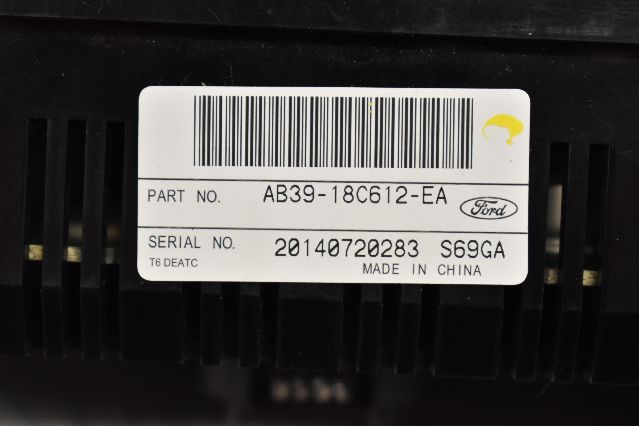 PART NO. AB39-18C612-EA
Ford
SERIAL NO. 20140720283 S69GA
T6 DEATC MADE IN CHINA